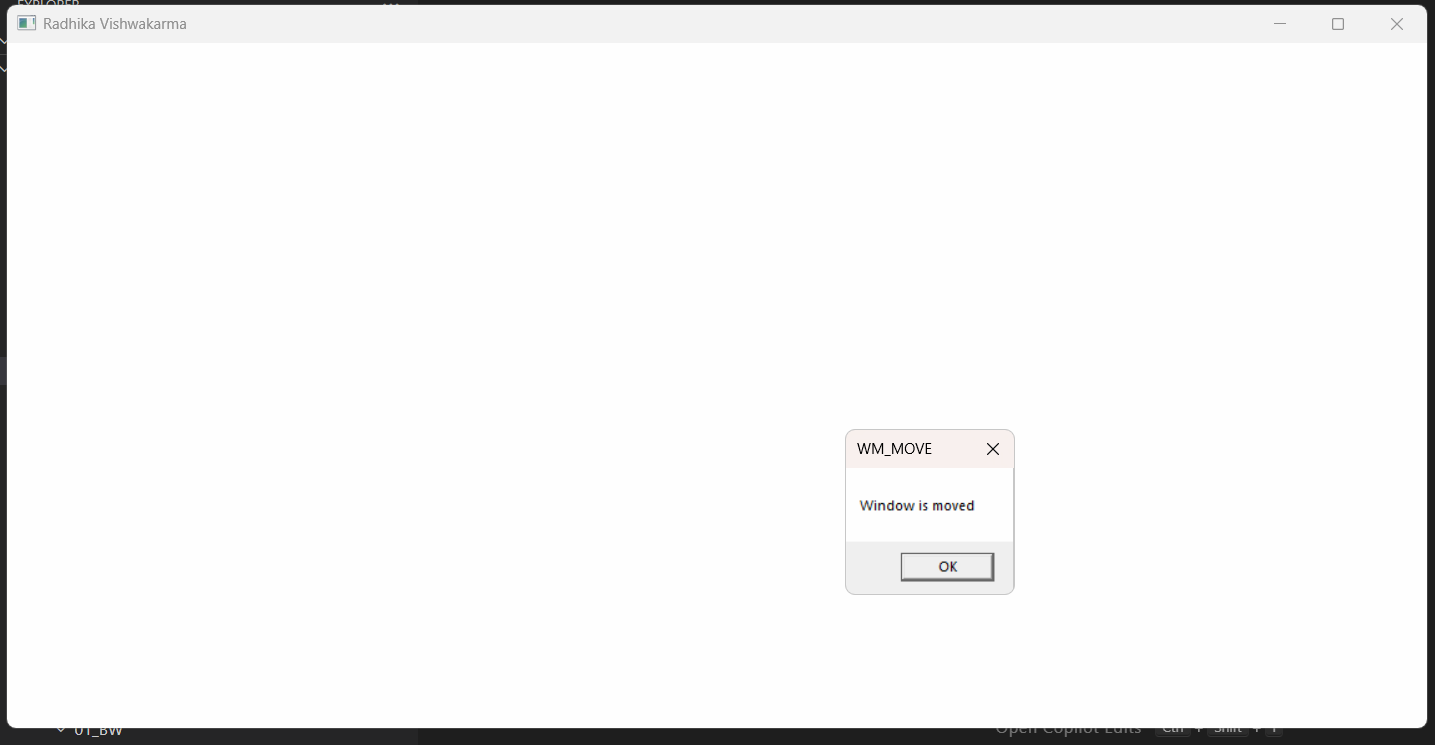 EXPLORER
Radhika Vishwakarma
WM_MOVE
Window is moved
OK
01_BW
Open Copilot Edits Ctrl + Shift + I